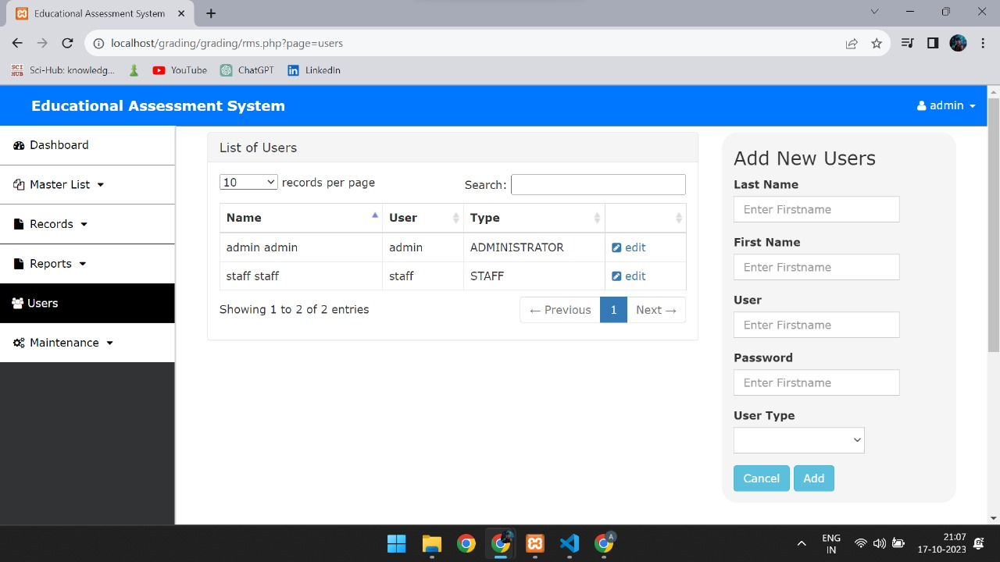 Educational Assessment System
localhost/grading/grading/rms.php?page=users
SCI HUB Sci-Hub: knowledg... YouTube ChatGPT LinkedIn
Educational Assessment System admin
Dashboard
Master List
Records
Reports
Users
Maintenance
List of Users
10 records per page Search:
Name User Type
admin admin admin ADMINISTRATOR edit
staff staff staff STAFF edit
Showing 1 to 2 of 2 entries ← Previous 1 Next →
Add New Users
Last Name
Enter Firstname
First Name
Enter Firstname
User
Enter Firstname
Password
Enter Firstname
User Type
Cancel Add
A
ENG
IN
21:07
17-10-2023